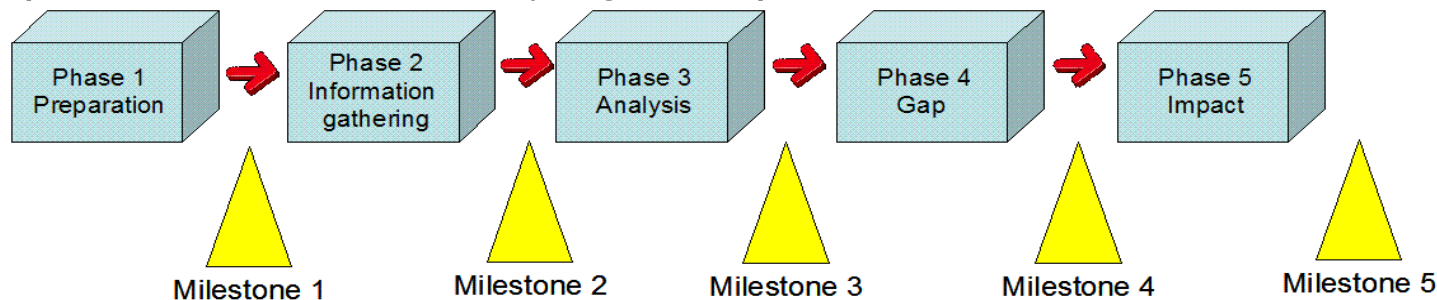 Phase 1
Preparation
Phase 2
Information
gathering
Phase 3
Analysis
Phase 4
Gap
Phase 5
Impact
Milestone 1
Milestone 2
Milestone 3
Milestone 4
Milestone 5